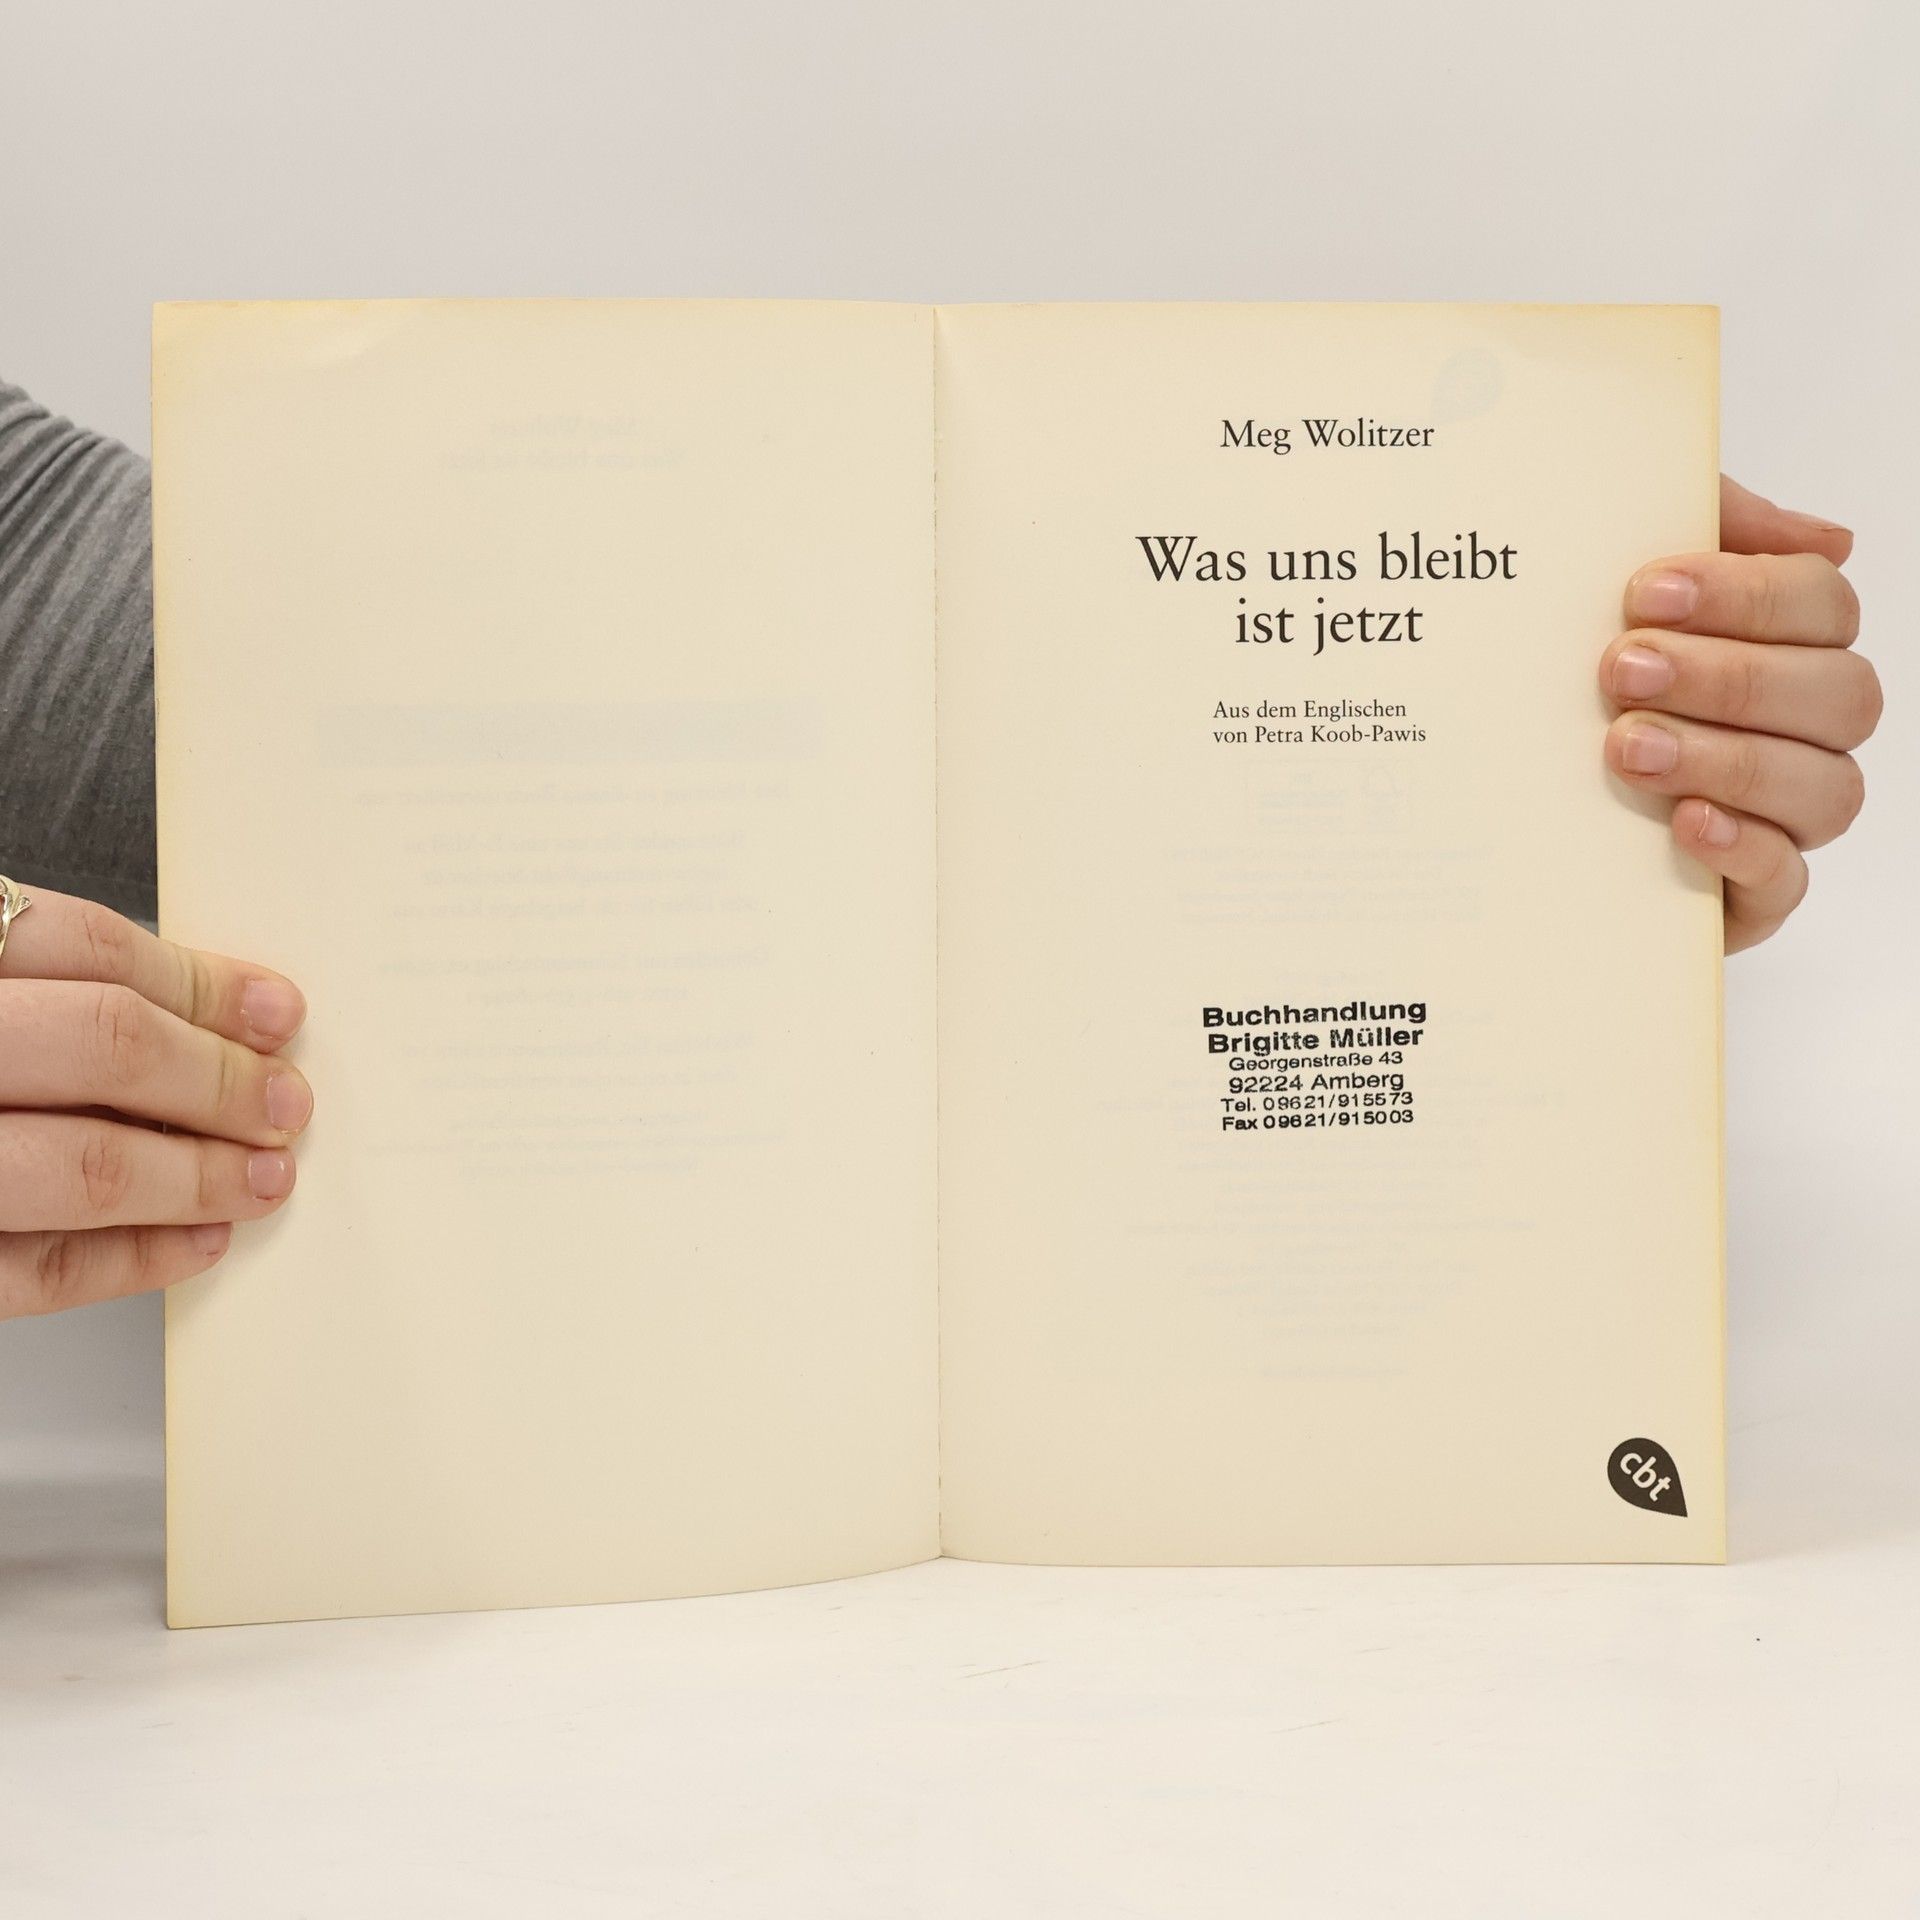 Meg Wolitzer
Was uns bleibt
ist jetzt
Aus dem Englischen
von Petra Koob-Pawis
Buchhandlung
Brigitte Müller
Georgenstraße 43
92224 Amberg
Tel. 09621/915573
Fax 09621/915003
cbt